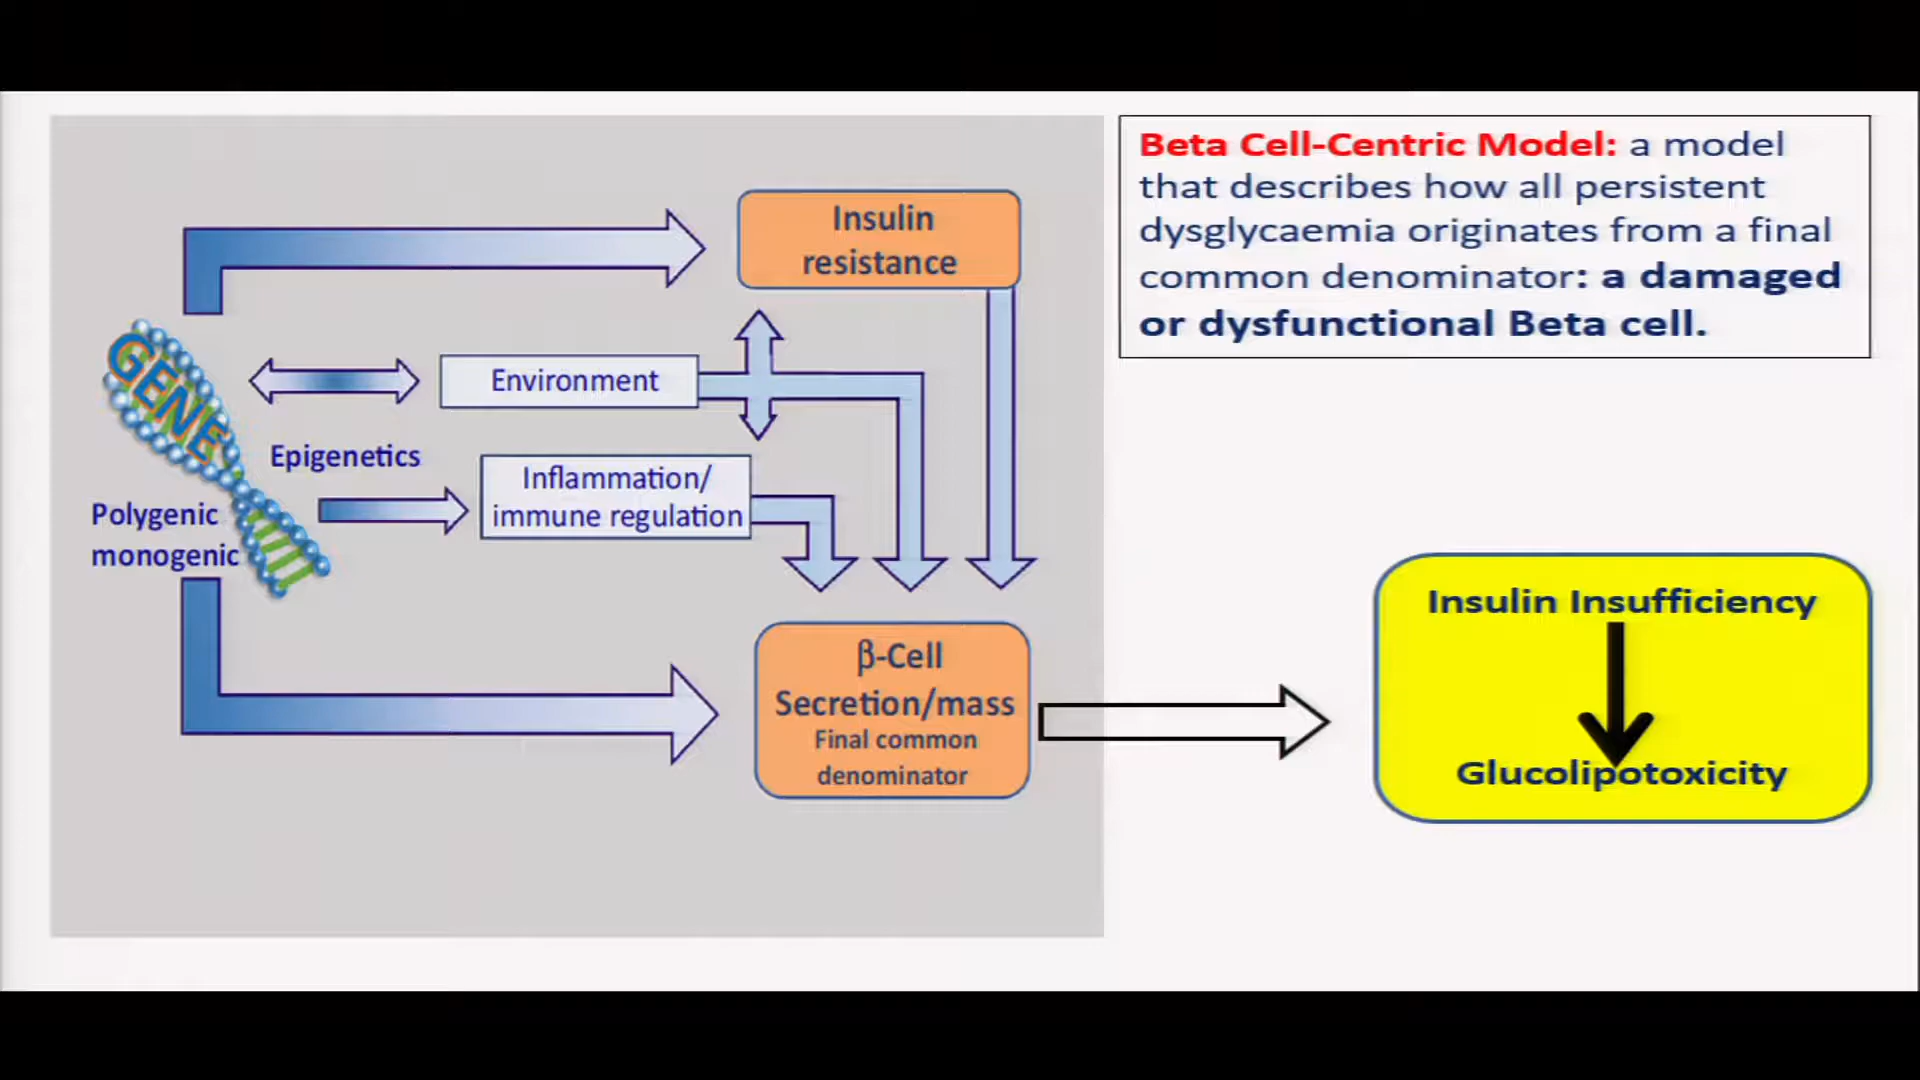 Beta Cell-Centric Model: a model
that describes how all persistent
dysglycaemia originates from a final
common denominator: a damaged
or dysfunctional Beta cell.
Insulin
resistance
GENE
Environment
Epigenetics
Inflammation/
immune regulation
Polygenic
monogenic
β-Cell
Secretion/mass
Final common
denominator
Insulin Insufficiency
Glucolipotoxicity